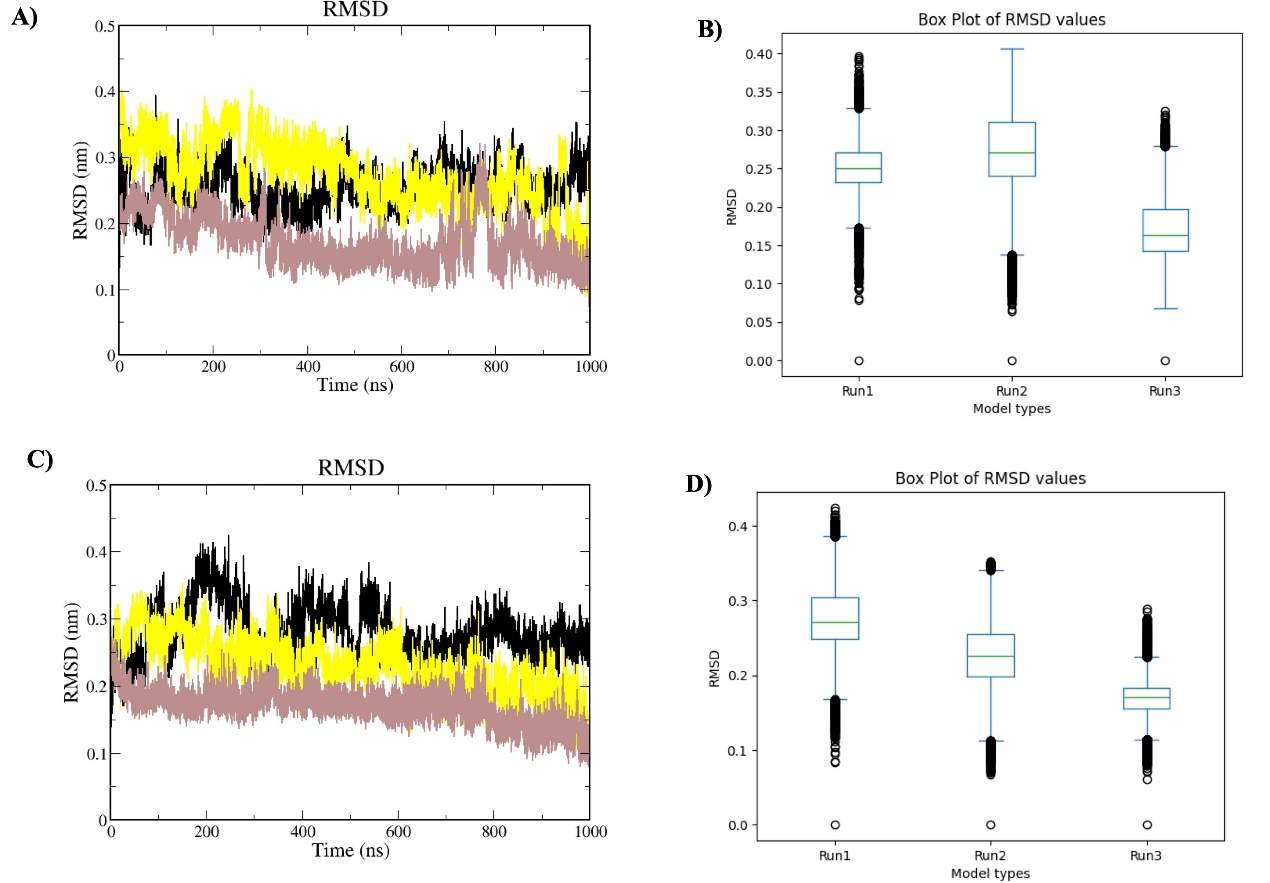 A)
RMSD
0.5
0.4
0.3
0.2
0.1
0
RMSD (nm)
0 200 400 600 800 1000
Time (ns)
B)
Box Plot of RMSD values
0.40
0.35
0.30
0.25
0.20
0.15
0.10
0.05
0.00
RMSD
Run1 Run2 Run3
Model types
C)
RMSD
0.5
0.4
0.3
0.2
0.1
0
RMSD (nm)
0 200 400 600 800 1000
Time (ns)
D)
Box Plot of RMSD values
0.4
0.3
0.2
0.1
0.0
RMSD
Run1 Run2 Run3
Model types